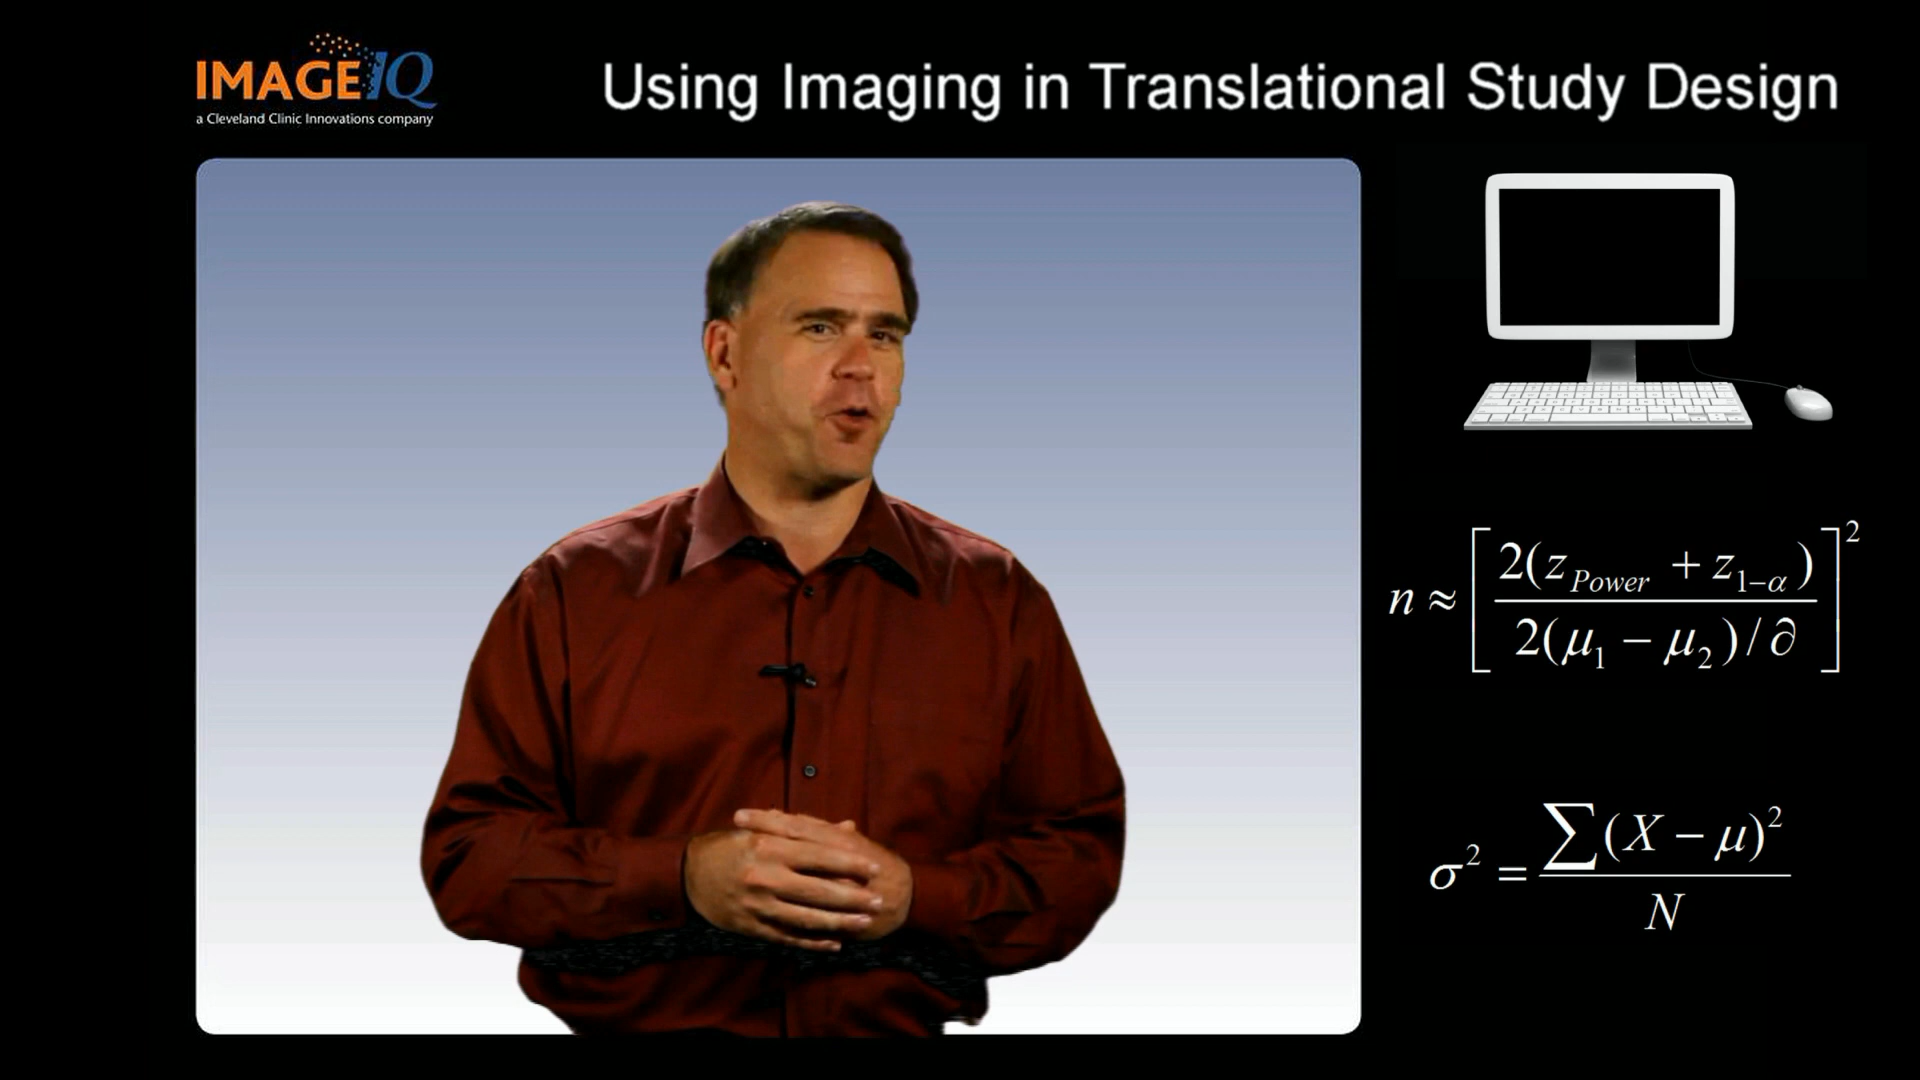 IMAGEIQ
a Cleveland Clinic Innovations company
Using Imaging in Translational Study Design
n ≈ [ 2(z_Power + z_1−α) / 2(μ_1 − μ_2)/∂ ]^2
σ^2 = ∑(X − μ)^2 / N